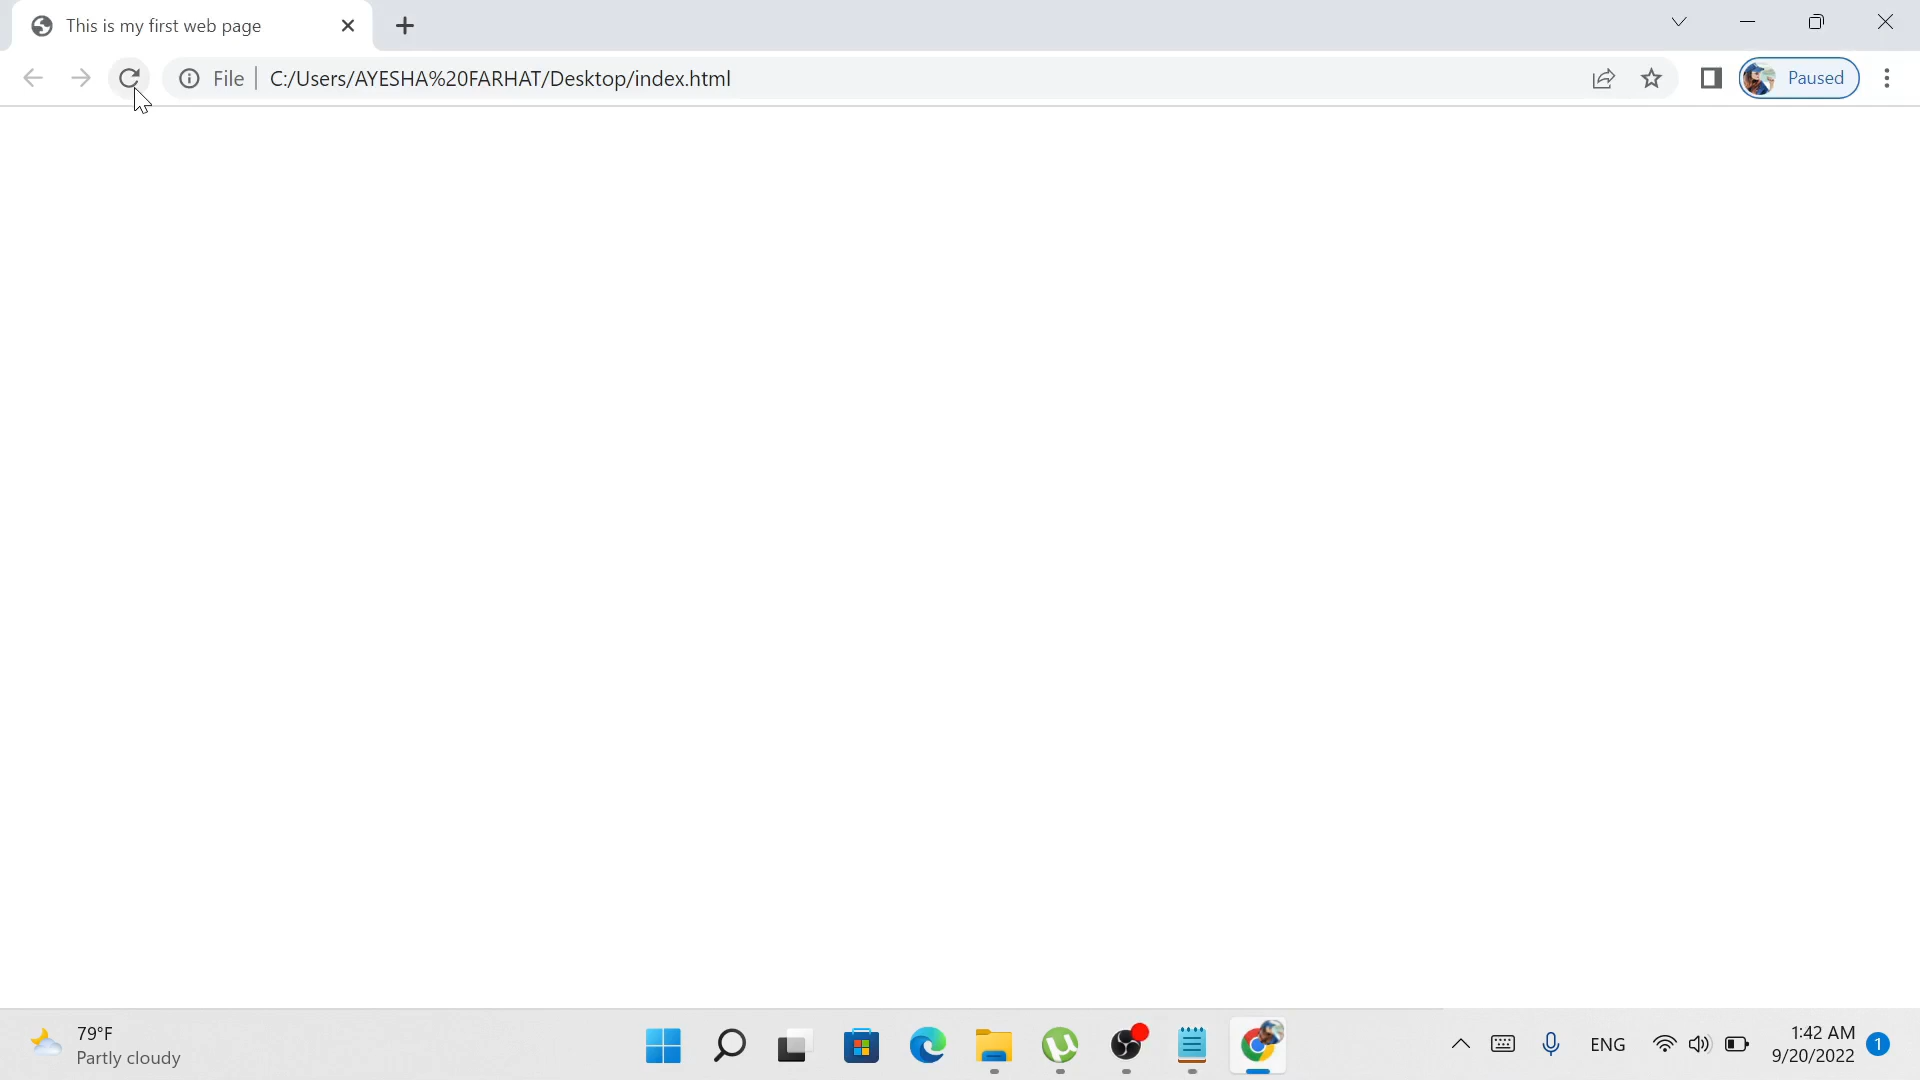 This is my first web page
File
C:/Users/AYESHA%20FARHAT/Desktop/index.html
Paused
79°F
Partly cloudy
ENG
1:42 AM
9/20/2022
1